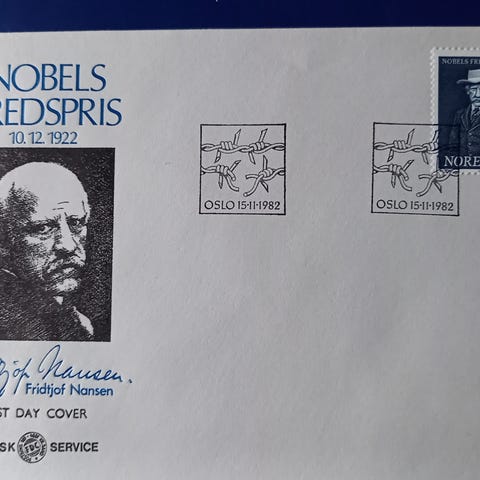 NOBELS
REDSPRIS
10.12.1922
Fridtjof Nansen
ST DAY COVER
SK FDC SERVICE
OSLO 15·11·1982
OSLO 15·11·1982
NOBELS FRE
NORE